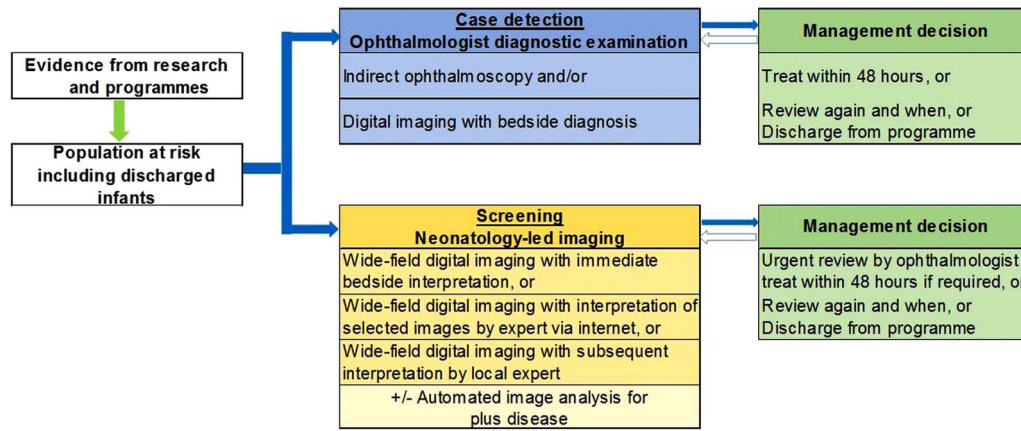 Evidence from research
and programmes
Population at risk
including discharged
infants
Case detection
Ophthalmologist diagnostic examination
Indirect ophthalmoscopy and/or
Digital imaging with bedside diagnosis
Management decision
Treat within 48 hours, or
Review again and when, or
Discharge from programme
Screening
Neonatology-led imaging
Wide-field digital imaging with immediate
bedside interpretation, or
Wide-field digital imaging with interpretation of
selected images by expert via internet, or
Wide-field digital imaging with subsequent
interpretation by local expert
+/- Automated image analysis for
plus disease
Management decision
Urgent review by ophthalmologist
treat within 48 hours if required, or
Review again and when, or
Discharge from programme